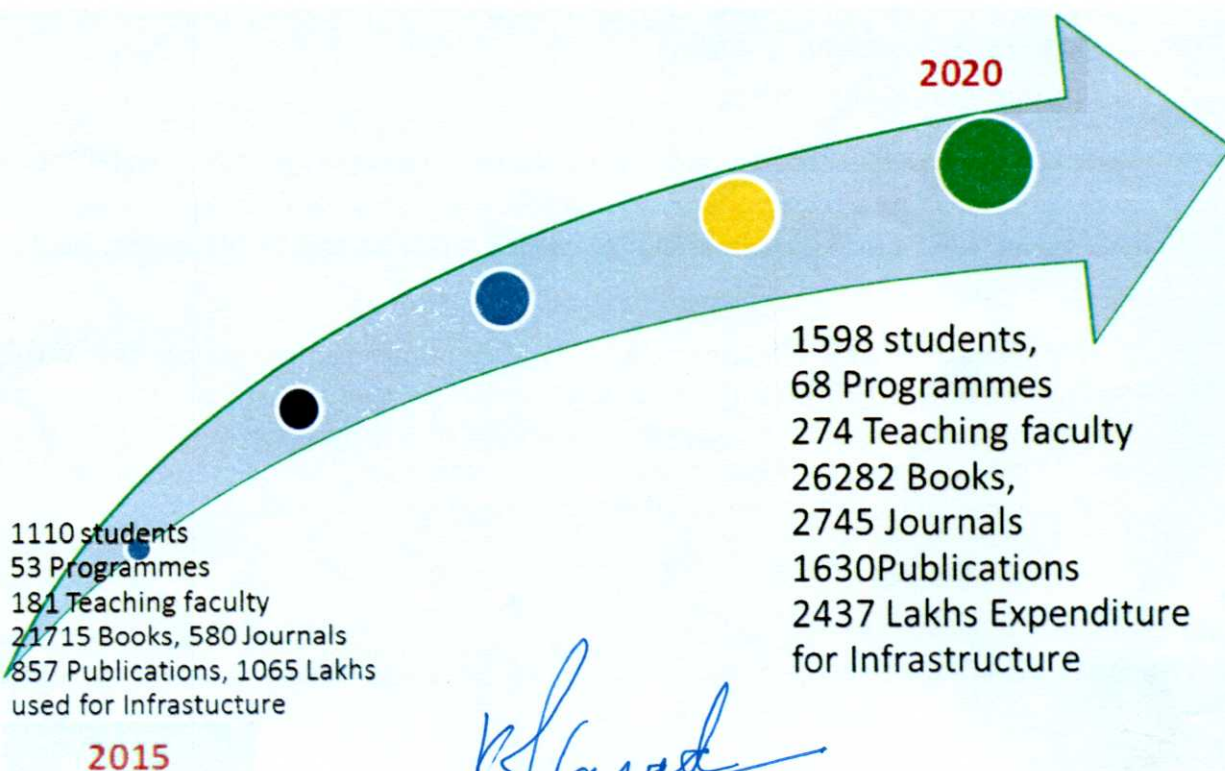 2020
1598 students,
68 Programmes
274 Teaching faculty
26282 Books,
2745 Journals
1630Publications
2437 Lakhs Expenditure
for Infrastructure
1110 students
53 Programmes
181 Teaching faculty
21715 Books, 580 Journals
857 Publications, 1065 Lakhs
used for Infrastucture
2015